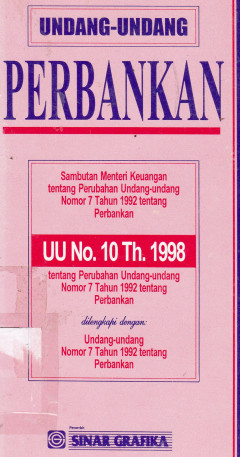 UNDANG-UNDANG
PERBANKAN
Sambutan Menteri Keuangan
tentang Perubahan Undang-undang
Nomor 7 Tahun 1992 tentang
Perbankan
UU No. 10 Th. 1998
tentang Perubahan Undang-undang
Nomor 7 Tahun 1992 tentang
Perbankan
dilengkapi dengan:
Undang-undang
Nomor 7 Tahun 1992 tentang
Perbankan
Penerbit
SINAR GRAFIKA